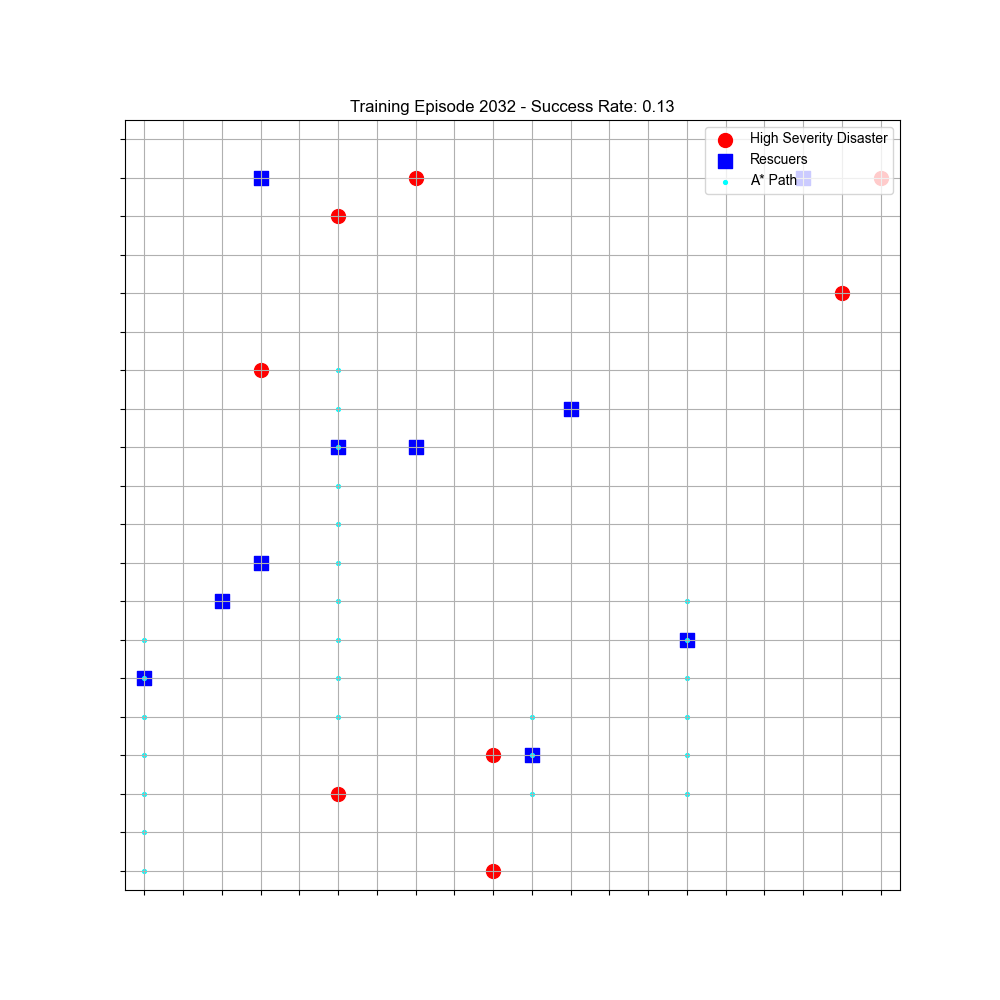 Training Episode 2032 - Success Rate: 0.13
High Severity Disaster
Rescuers
A* Path